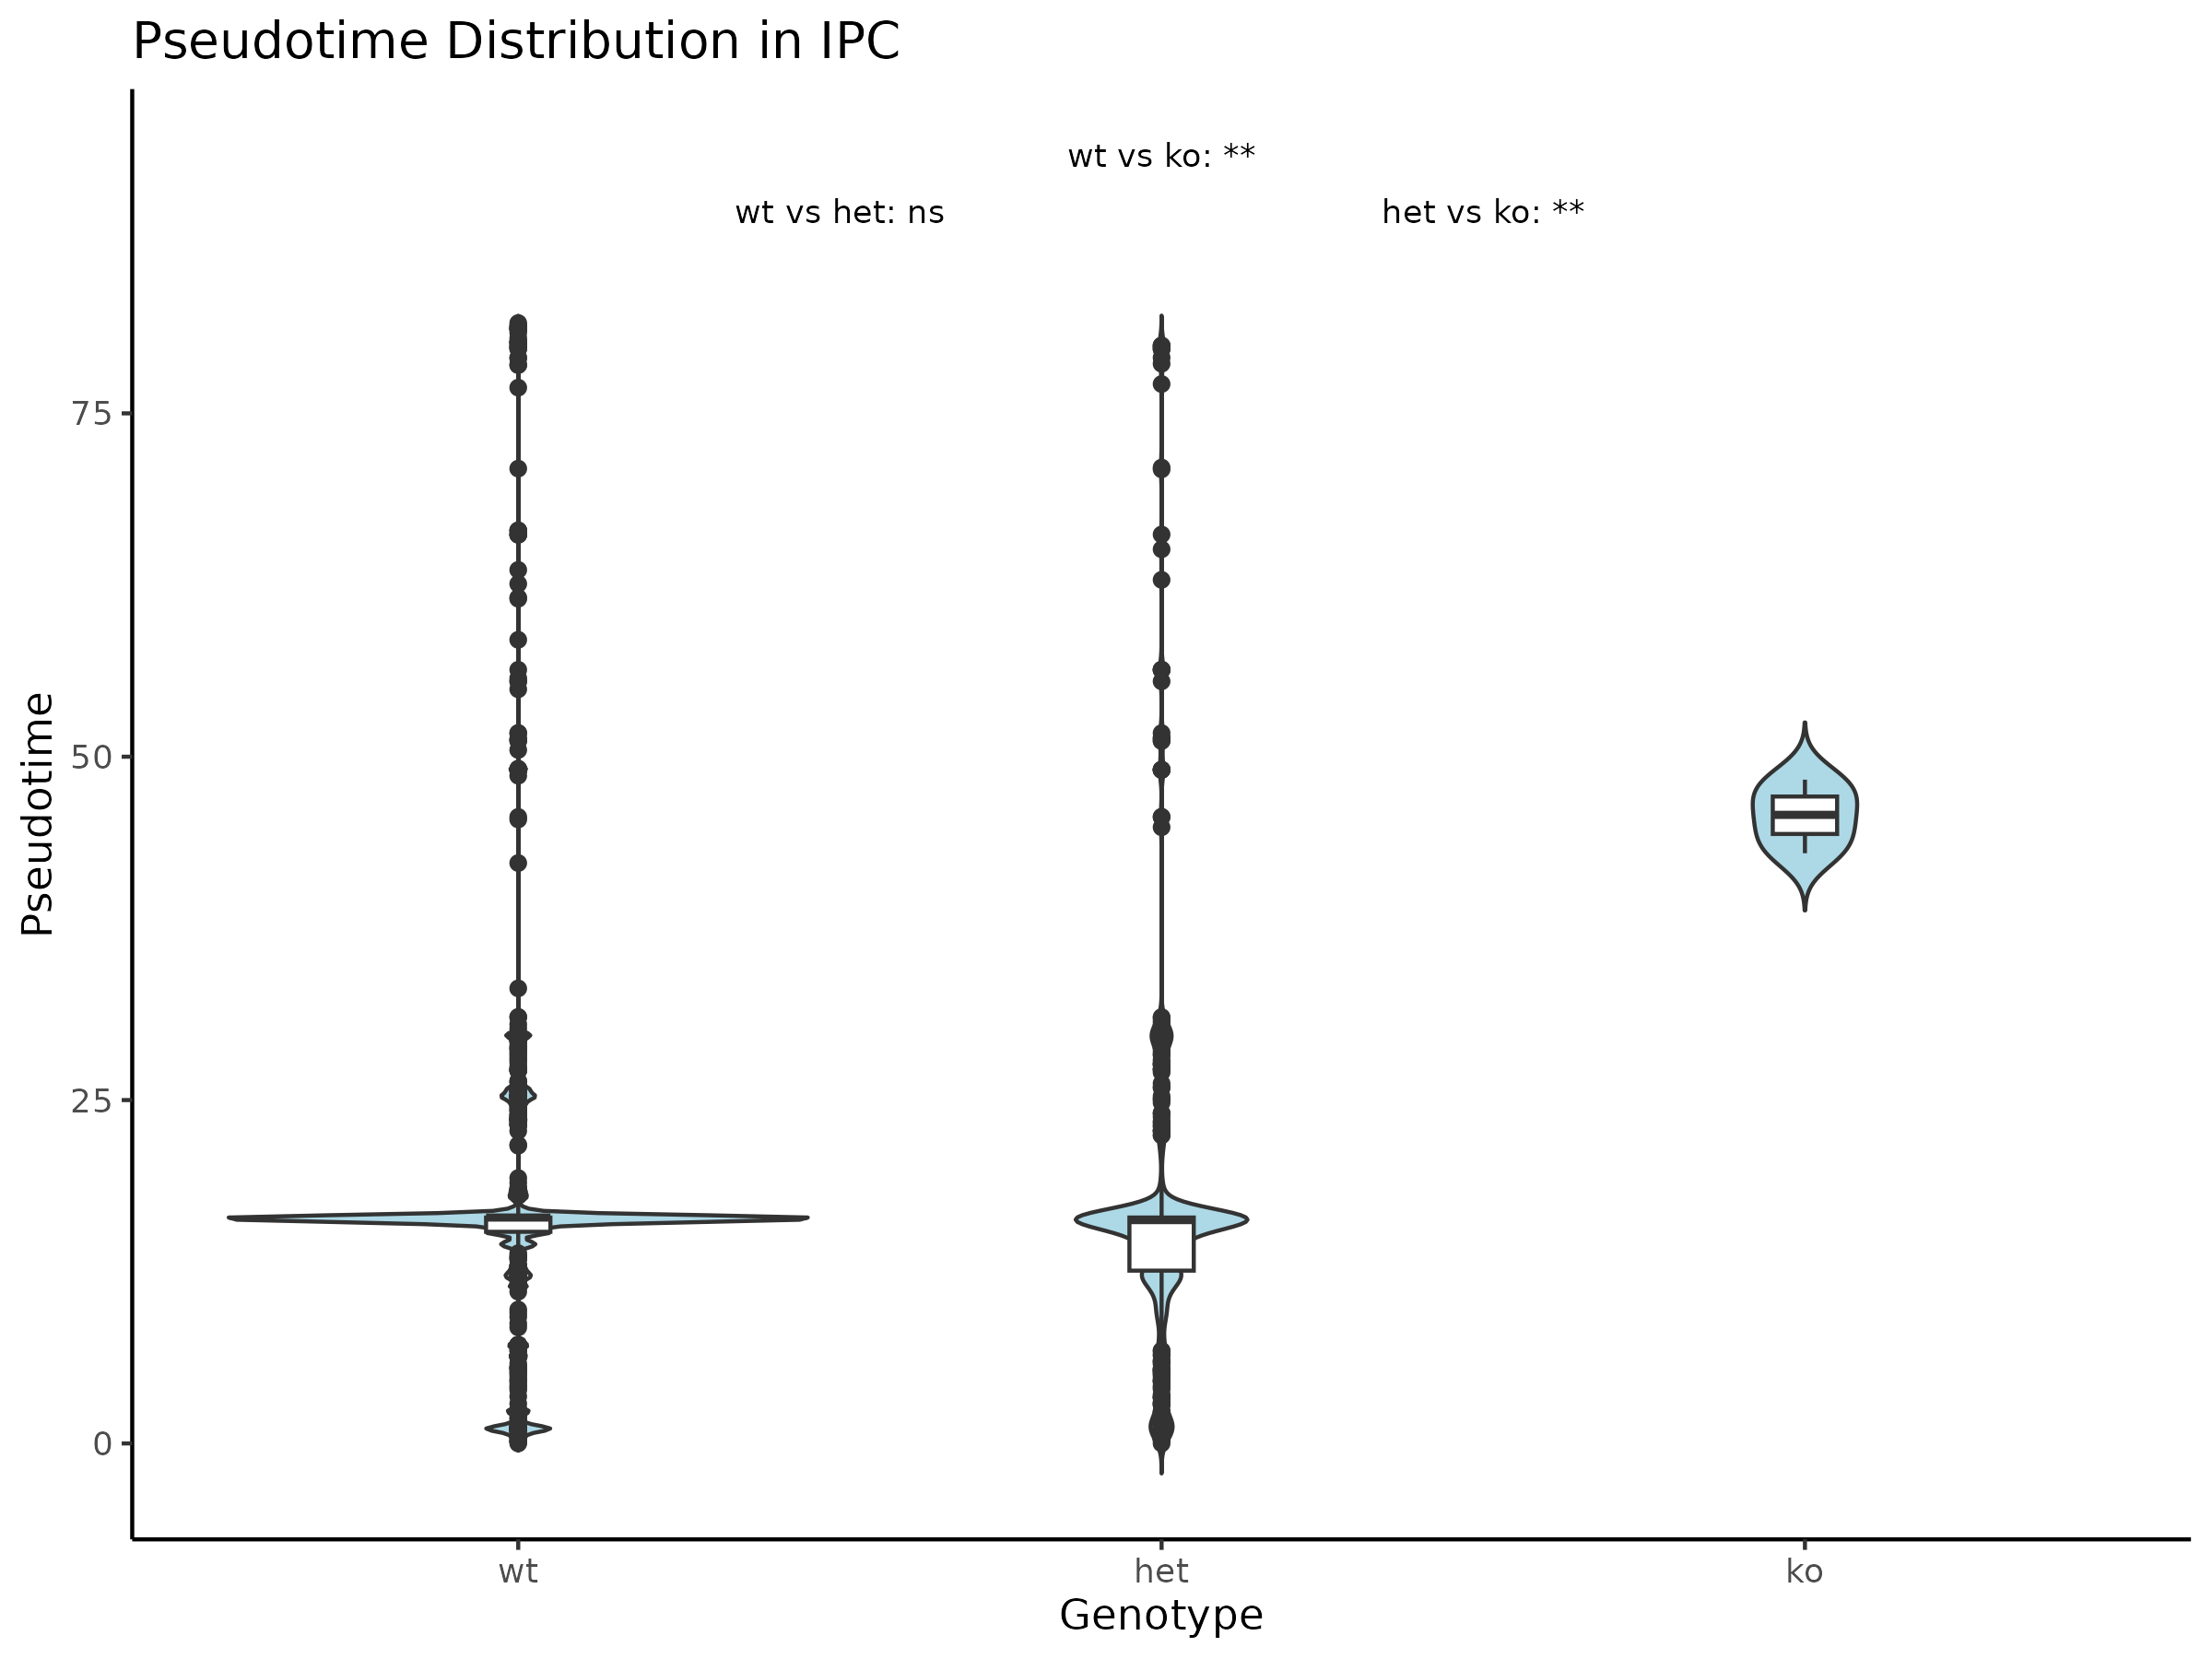 Pseudotime Distribution in IPC
wt vs ko: **
wt vs het: ns
het vs ko: **
75
50
25
0
Pseudotime
wt
het
ko
Genotype